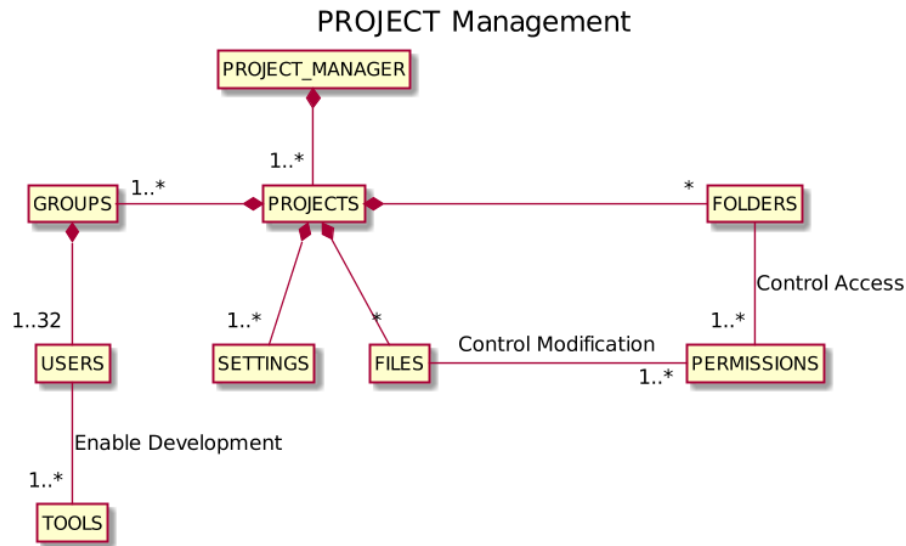 PROJECT Management
PROJECT_MANAGER
1..*
1..*
*
GROUPS
PROJECTS
FOLDERS
Control Access
1..32
1..*
*
1..*
Control Modification
USERS
SETTINGS
FILES
1..*
PERMISSIONS
Enable Development
1..*
TOOLS